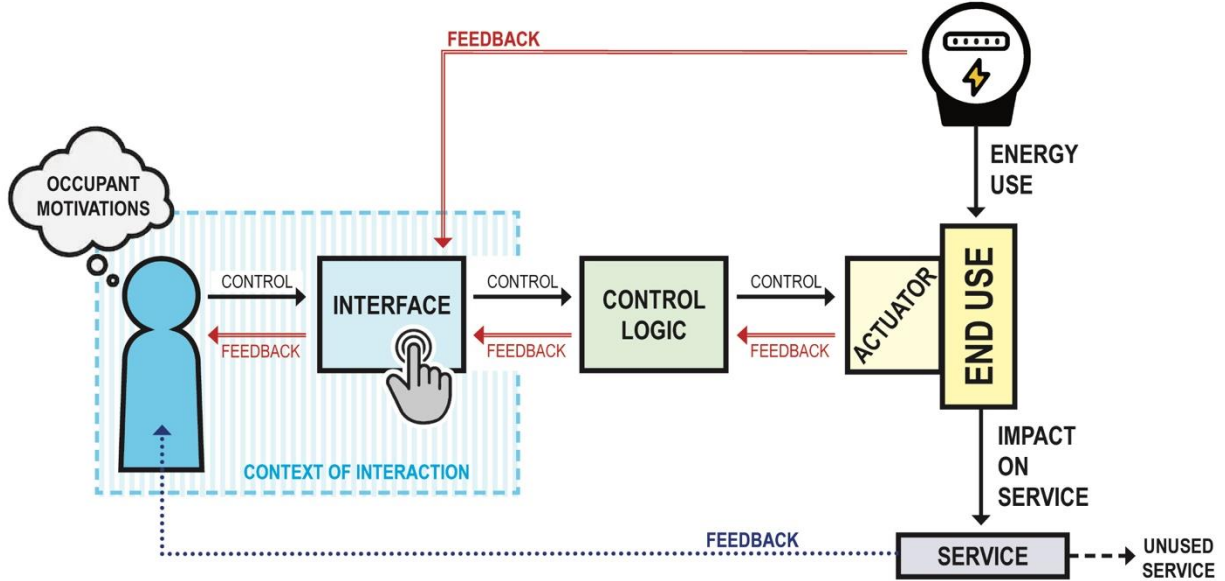 FEEDBACK
ENERGY
USE
OCCUPANT
MOTIVATIONS
CONTROL
INTERFACE
FEEDBACK
CONTROL
FEEDBACK
CONTROL
LOGIC
CONTROL
FEEDBACK
ACTUATOR
END USE
CONTEXT OF INTERACTION
IMPACT
ON
SERVICE
FEEDBACK
SERVICE
UNUSED
SERVICE